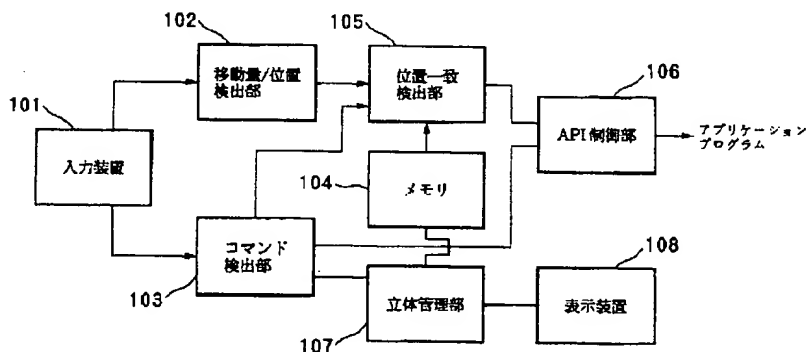 102
105
106
101
移動量/位置
検出部
位置一致
検出部
API制御部
アプリケーション
プログラム
入力装置
104
メモリ
コマンド
検出部
108
103
立体管理部
表示装置
107